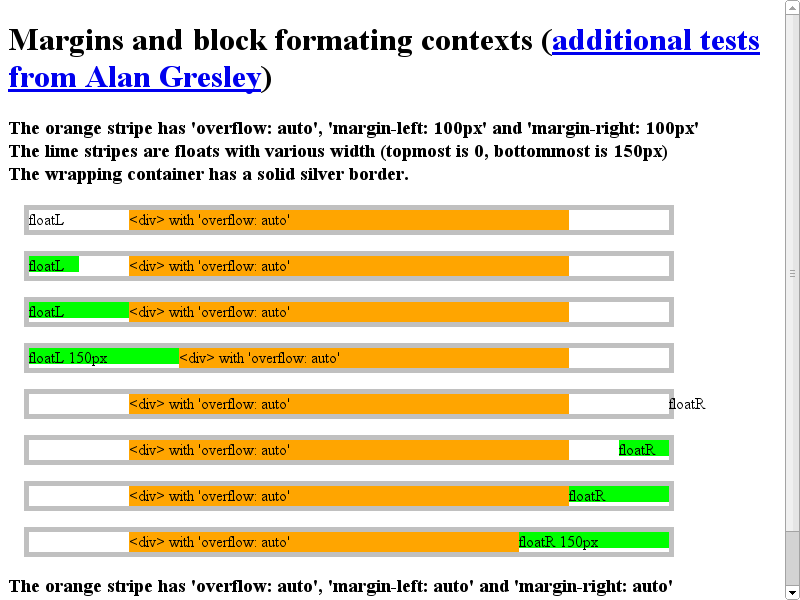 Margins and block formating contexts (additional tests
from Alan Gresley)
The orange stripe has 'overflow: auto', 'margin-left: 100px' and 'margin-right: 100px'
The lime stripes are floats with various width (topmost is 0, bottommost is 150px)
The wrapping container has a solid silver border.
floatL <div> with 'overflow: auto'
floatL <div> with 'overflow: auto'
floatL <div> with 'overflow: auto'
floatL 150px <div> with 'overflow: auto'
<div> with 'overflow: auto' floatR
<div> with 'overflow: auto' floatR
<div> with 'overflow: auto' floatR
<div> with 'overflow: auto' floatR 150px
The orange stripe has 'overflow: auto', 'margin-left: auto' and 'margin-right: auto'